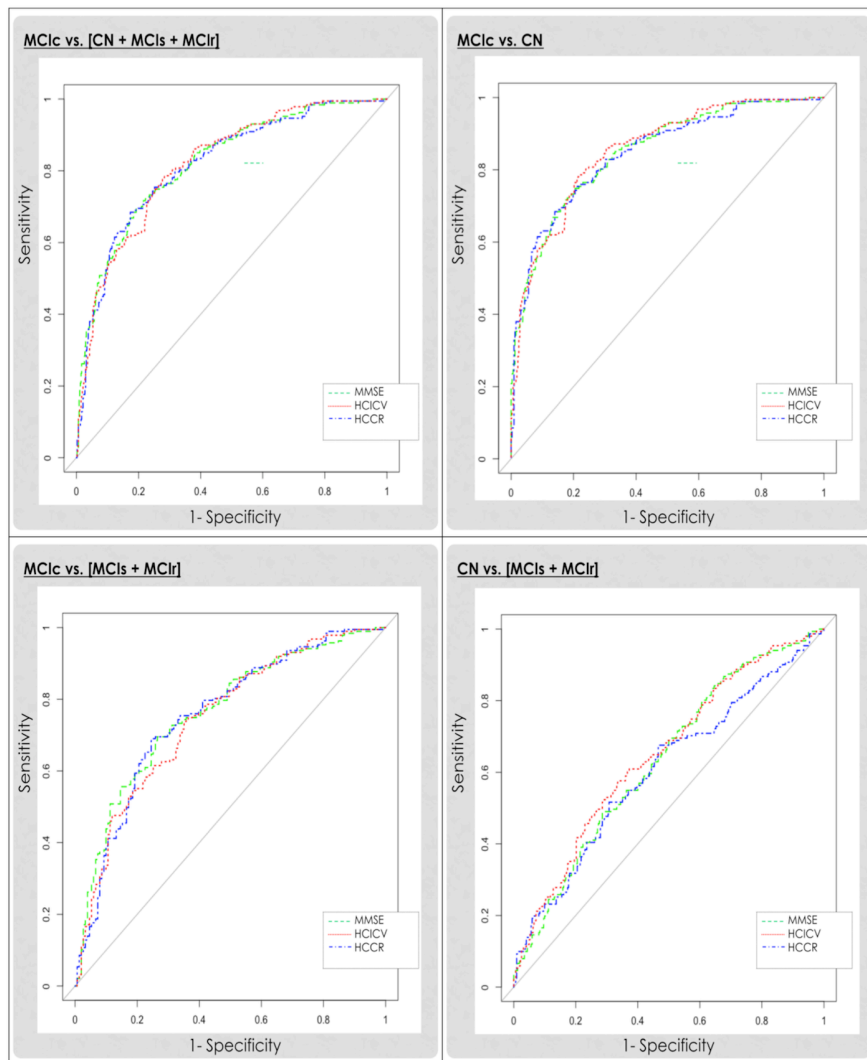 MCIc vs. [CN + MCIs + MCIr]
1
0.8
0.6
0.4
0.2
0
Sensitivity
MMSE
HCICV
HCCR
0 0.2 0.4 0.6 0.8 1
1- Specificity
MCIc vs. CN
1
0.8
0.6
0.4
0.2
0
Sensitivity
MMSE
HCICV
HCCR
0 0.2 0.4 0.6 0.8 1
1- Specificity
MCIc vs. [MCIs + MCIr]
1
0.8
0.6
0.4
0.2
0
Sensitivity
MMSE
HCICV
HCCR
0 0.2 0.4 0.6 0.8 1
1- Specificity
CN vs. [MCIs + MCIr]
1
0.8
0.6
0.4
0.2
0
Sensitivity
MMSE
HCICV
HCCR
0 0.2 0.4 0.6 0.8 1
1- Specificity